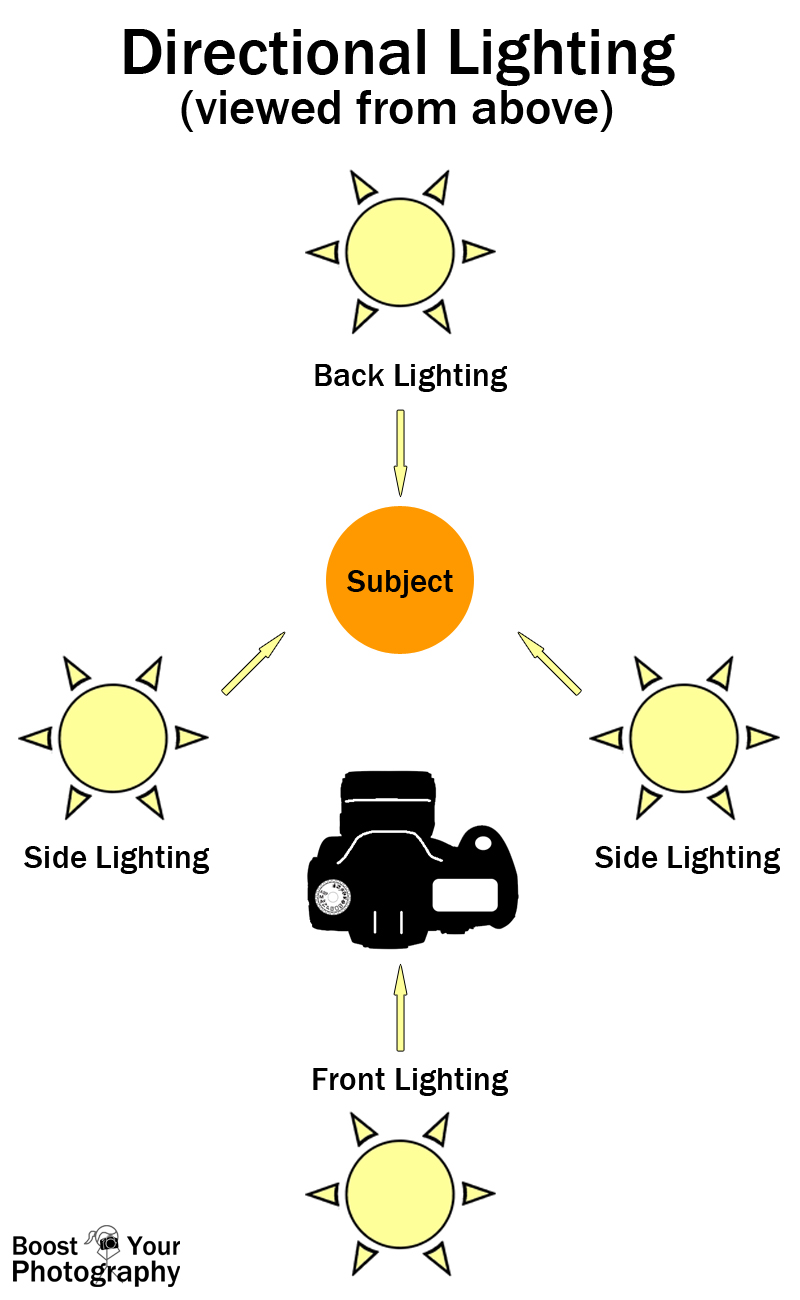 Directional Lighting
(viewed from above)
Back Lighting
Subject
Side Lighting
Side Lighting
Front Lighting
Boost Your
Photography